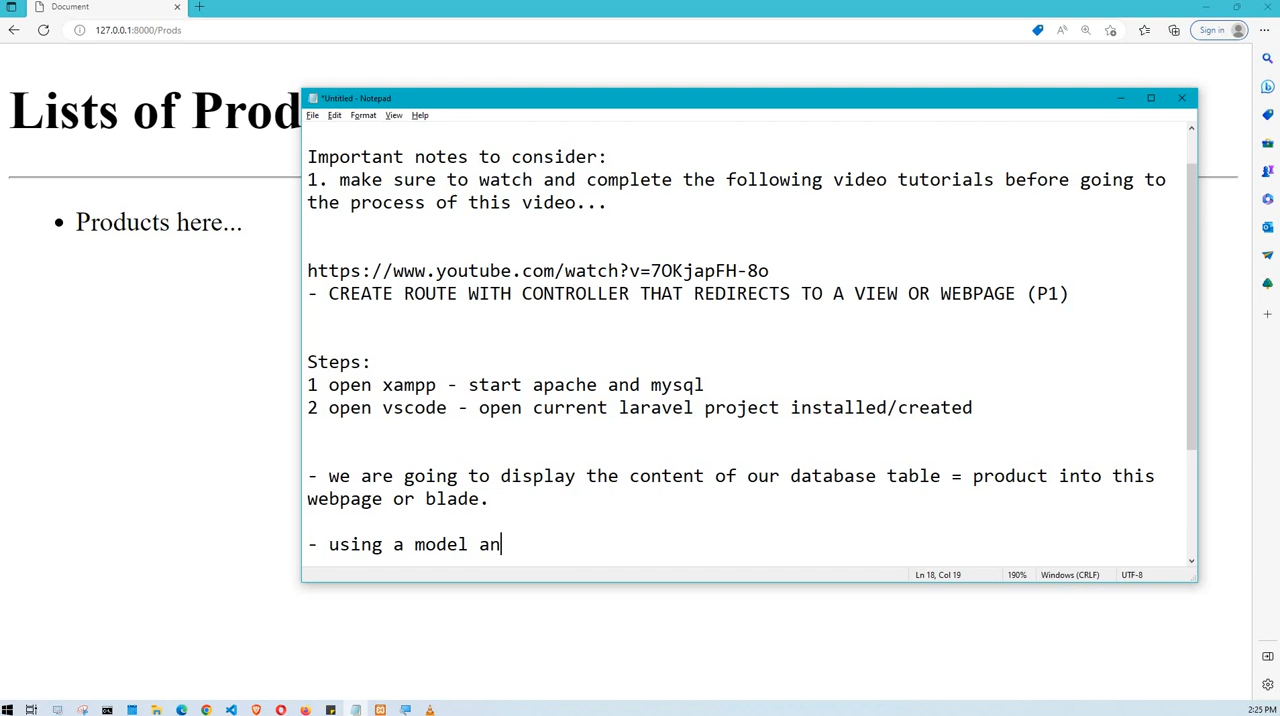 Document
127.0.0.1:8000/Prods
Sign in
Lists of Prod
Products here...
*Untitled - Notepad
File Edit Format View Help
Important notes to consider:
1. make sure to watch and complete the following video tutorials before going to
the process of this video...
https://www.youtube.com/watch?v=7OKjapFH-8o
- CREATE ROUTE WITH CONTROLLER THAT REDIRECTS TO A VIEW OR WEBPAGE (P1)
Steps:
1 open xampp - start apache and mysql
2 open vscode - open current laravel project installed/created
- we are going to display the content of our database table = product into this
webpage or blade.
- using a model an
Ln 18, Col 19 190% Windows (CRLF) UTF-8
2:25 PM